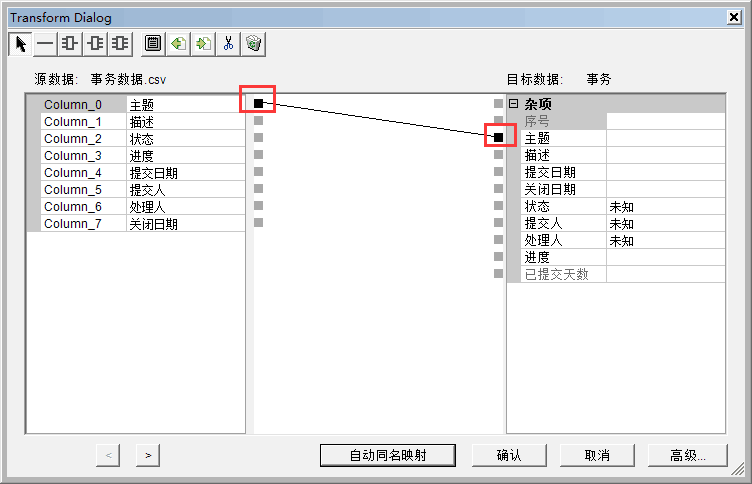 Transform Dialog
源数据: 事务数据.csv
目标数据: 事务
Column_0 主题
Column_1 描述
Column_2 状态
Column_3 进度
Column_4 提交日期
Column_5 提交人
Column_6 处理人
Column_7 关闭日期
杂项
序号
主题
描述
提交日期
关闭日期
状态 未知
提交人 未知
处理人 未知
进度
已提交天数
< >
自动同名映射 确认 取消 高级...